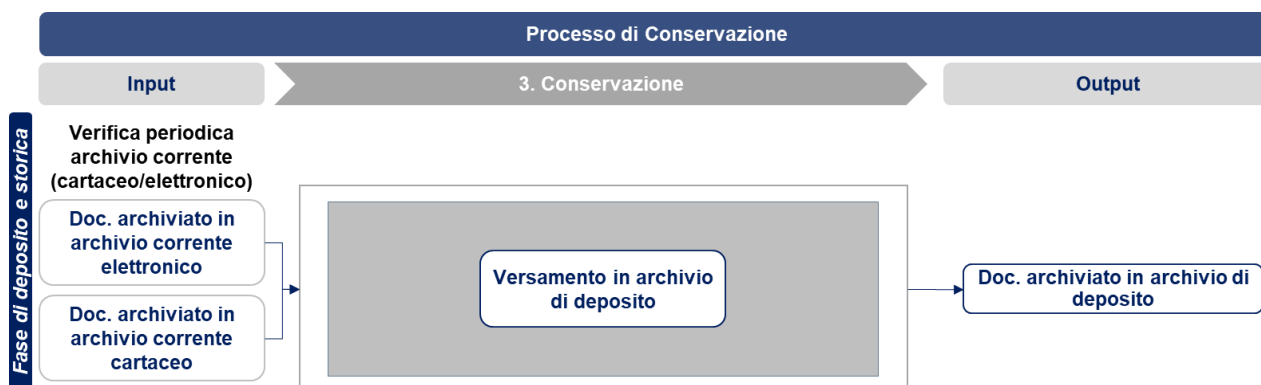 Processo di Conservazione
Input
3. Conservazione
Output
Fase di deposito e storica
Verifica periodica
archivio corrente
(cartaceo/elettronico)
Doc. archiviato in
archivio corrente
elettronico
Doc. archiviato in
archivio corrente
cartaceo
Versamento in archivio
di deposito
Doc. archiviato in archivio di
deposito